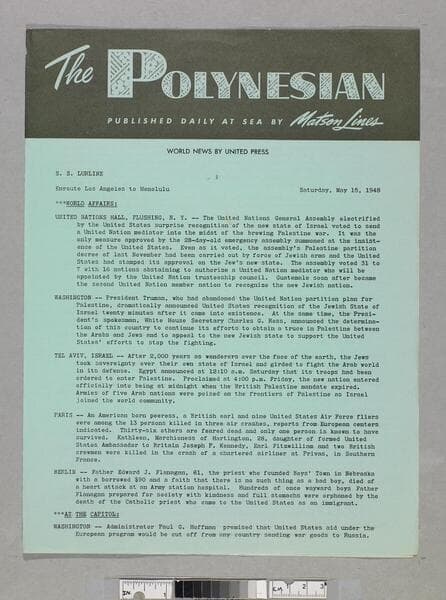 The POLYNESIAN
PUBLISHED DAILY AT SEA BY Matson Lines
WORLD NEWS BY UNITED PRESS
S. S. LURLINE
Enroute Los Angeles to Honolulu Saturday, May 15, 1948
***WORLD AFFAIRS:
UNITED NATIONS HALL, FLUSHING, N. Y. -- The United Nations General Assembly electrified
by the United States surprise recognition of the new state of Israel voted to send
a United Nation mediator into the midst of the brewing Palestine war. It was the
only measure approved by the 28-day-old emergency assembly summoned at the insist-
ence of the United States. Even as it voted, the assembly's Palestine partition
decree of last November had been carried out by force of Jewish arms and the United
States had stamped its approval on the Jew's new state. The assembly voted 31 to
7 with 16 nations abstaining to authorize a United Nation mediator who will be
appointed by the United Nation trusteeship council. Guatemala soon after became
the second United Nation member nation to recognize the new Jewish nation.
WASHINGTON -- President Truman, who had abandoned the United Nation partition plan for
Palestine, dramatically announced United States recognition of the Jewish State of
Israel twenty minutes after it came into existence. At the same time, the Presi-
dent's spokesman, White House Secretary Charles G. Ross, announced the determina-
tion of this country to continue its efforts to obtain a truce in Palestine between
the Arabs and Jews and to appeal to the new Jewish state to support the United
States' efforts to stop the fighting.
TEL AVIV, ISRAEL -- After 2,000 years as wanderers over the face of the earth, the Jews
took sovereignty over their own state of Israel and girded to fight the Arab world
in its defense. Egypt announced at 12:10 a.m. Saturday that its troops had been
ordered to enter Palestine. Proclaimed at 4:00 p.m. Friday, the new nation entered
officially into being at midnight when the British Palestine mandate expired.
Armies of five Arab nations were poised on the frontiers of Palestine as Israel
joined the world community.
PARIS -- An American born peeress, a British earl and nine United States Air Force fliers
were among the 13 persons killed in three air crashes, reports from European centers
indicated. Thirty-six others are feared dead and only one person is known to have
survived. Kathleen, Marchioness of Hartington, 28, daughter of formed United
States Ambassador to Britain Joseph P. Kennedy, Earl Fitzwilliam and two British
crewmen were killed in the crash of a chartered airliner at Privas, in Southern
France.
BERLIN -- Father Edward J. Flanagan, 61, the priest who founded Boys' Town in Nebraska
with a borrowed $90 and a faith that there is no such thing as a bad boy, died of
a heart attack at an Army station hospital. Hundreds of once wayward boys Father
Flanagan prepared for society with kindness and full stomachs were orphaned by the
death of the Catholic priest who came to the United States as an immigrant.
***AT THE CAPITOL:
WASHINGTON -- Administrator Paul G. Hoffman promised that United States aid under the
European program would be cut off from any country sending war goods to Russia.
IN 1
CM 1 2 3